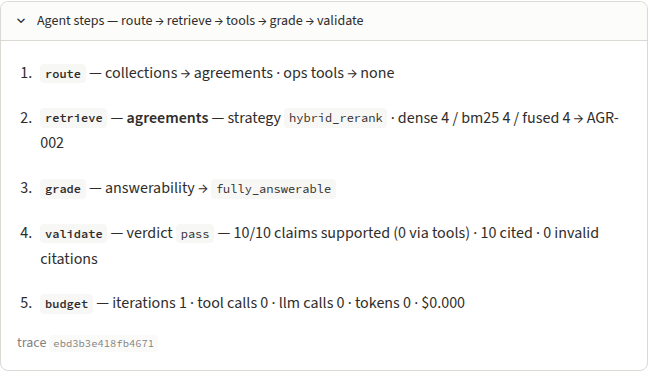 Agent steps — route → retrieve → tools → grade → validate
1. route — collections → agreements · ops tools → none
2. retrieve — agreements — strategy hybrid_rerank · dense 4 / bm25 4 / fused 4 → AGR-
002
3. grade — answerability → fully_answerable
4. validate — verdict pass — 10/10 claims supported (0 via tools) · 10 cited · 0 invalid
citations
5. budget — iterations 1 · tool calls 0 · llm calls 0 · tokens 0 · $0.000
trace ebd3b3e418fb4671